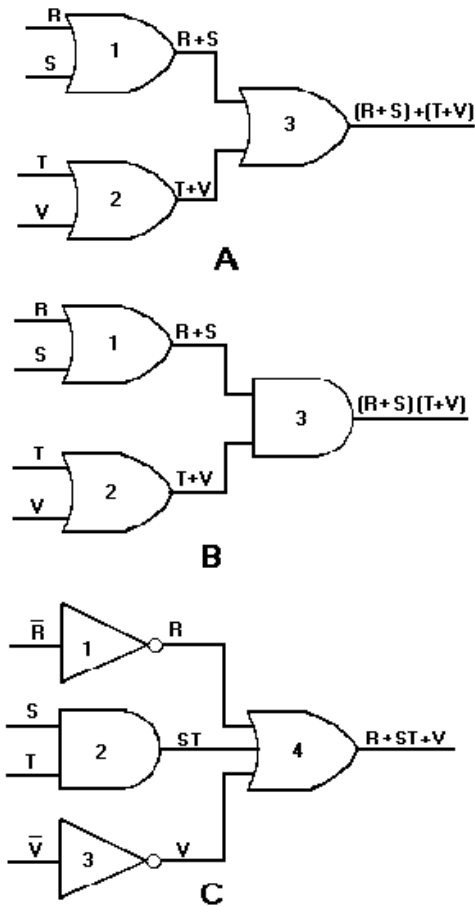 R
1
R+S
S
3
(R+S)+(T+V)
T
2
T+V
V
A
R
1
R+S
S
3
(R+S)(T+V)
T
2
T+V
V
B
R̅
1
R
S
2
ST
4
R+ST+V
T
V̅
3
V
C